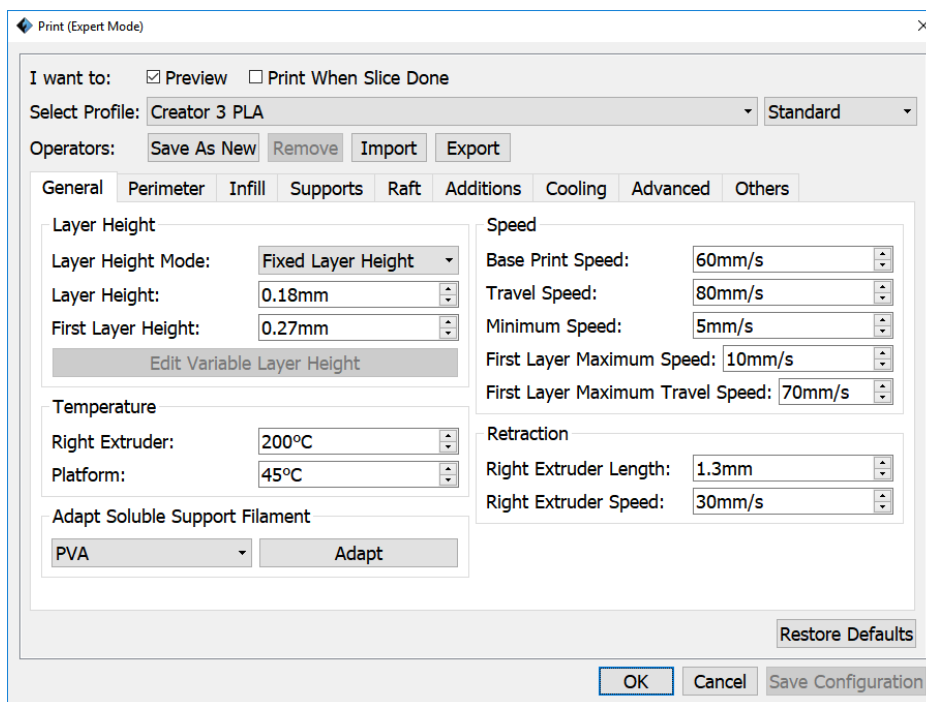 Print (Expert Mode)
I want to: Preview Print When Slice Done
Select Profile: Creator 3 PLA Standard
Operators: Save As New Remove Import Export
General Perimeter Infill Supports Raft Additions Cooling Advanced Others
Layer Height
Layer Height Mode: Fixed Layer Height
Layer Height: 0.18mm
First Layer Height: 0.27mm
Edit Variable Layer Height
Temperature
Right Extruder: 200°C
Platform: 45°C
Adapt Soluble Support Filament
PVA Adapt
Speed
Base Print Speed: 60mm/s
Travel Speed: 80mm/s
Minimum Speed: 5mm/s
First Layer Maximum Speed: 10mm/s
First Layer Maximum Travel Speed: 70mm/s
Retraction
Right Extruder Length: 1.3mm
Right Extruder Speed: 30mm/s
Restore Defaults
OK Cancel Save Configuration